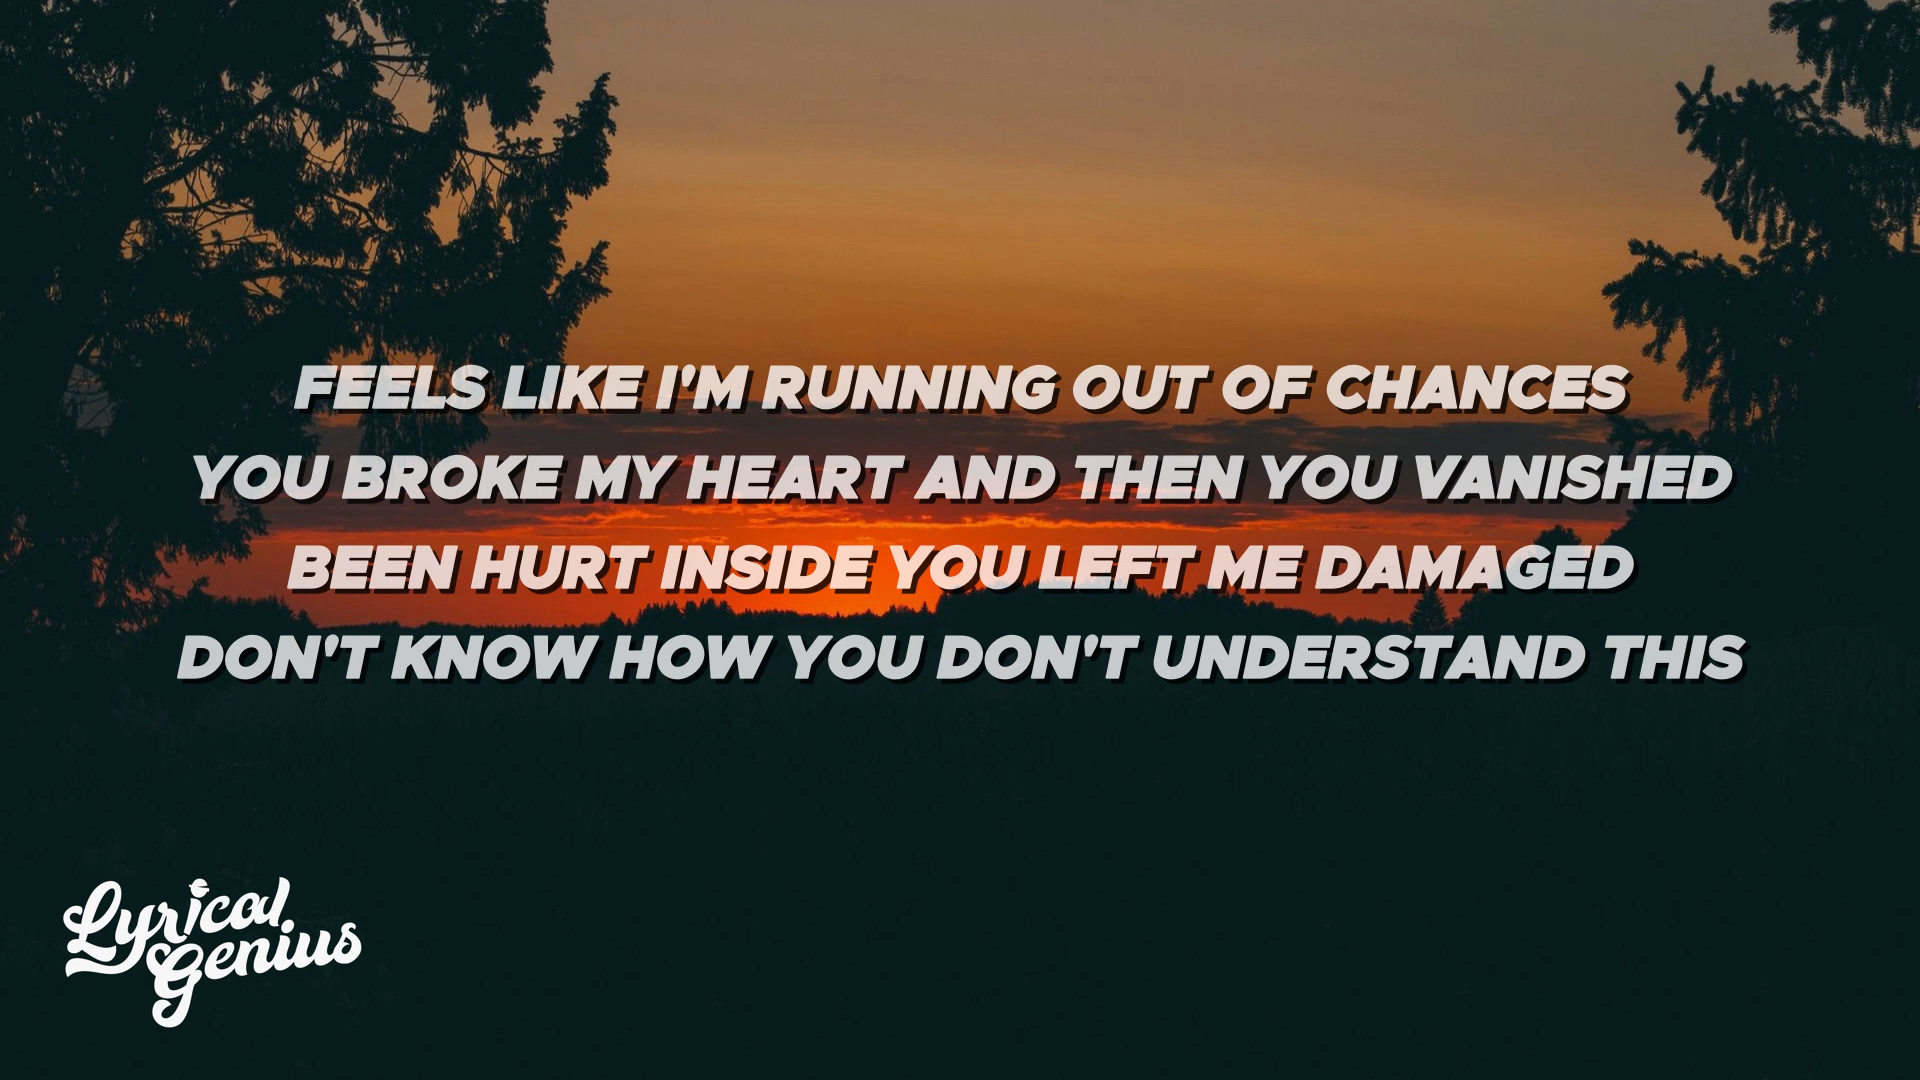 FEELS LIKE I'M RUNNING OUT OF CHANCES
YOU BROKE MY HEART AND THEN YOU VANISHED
BEEN HURT INSIDE YOU LEFT ME DAMAGED
DON'T KNOW HOW YOU DON'T UNDERSTAND THIS
Lyrical
Genius